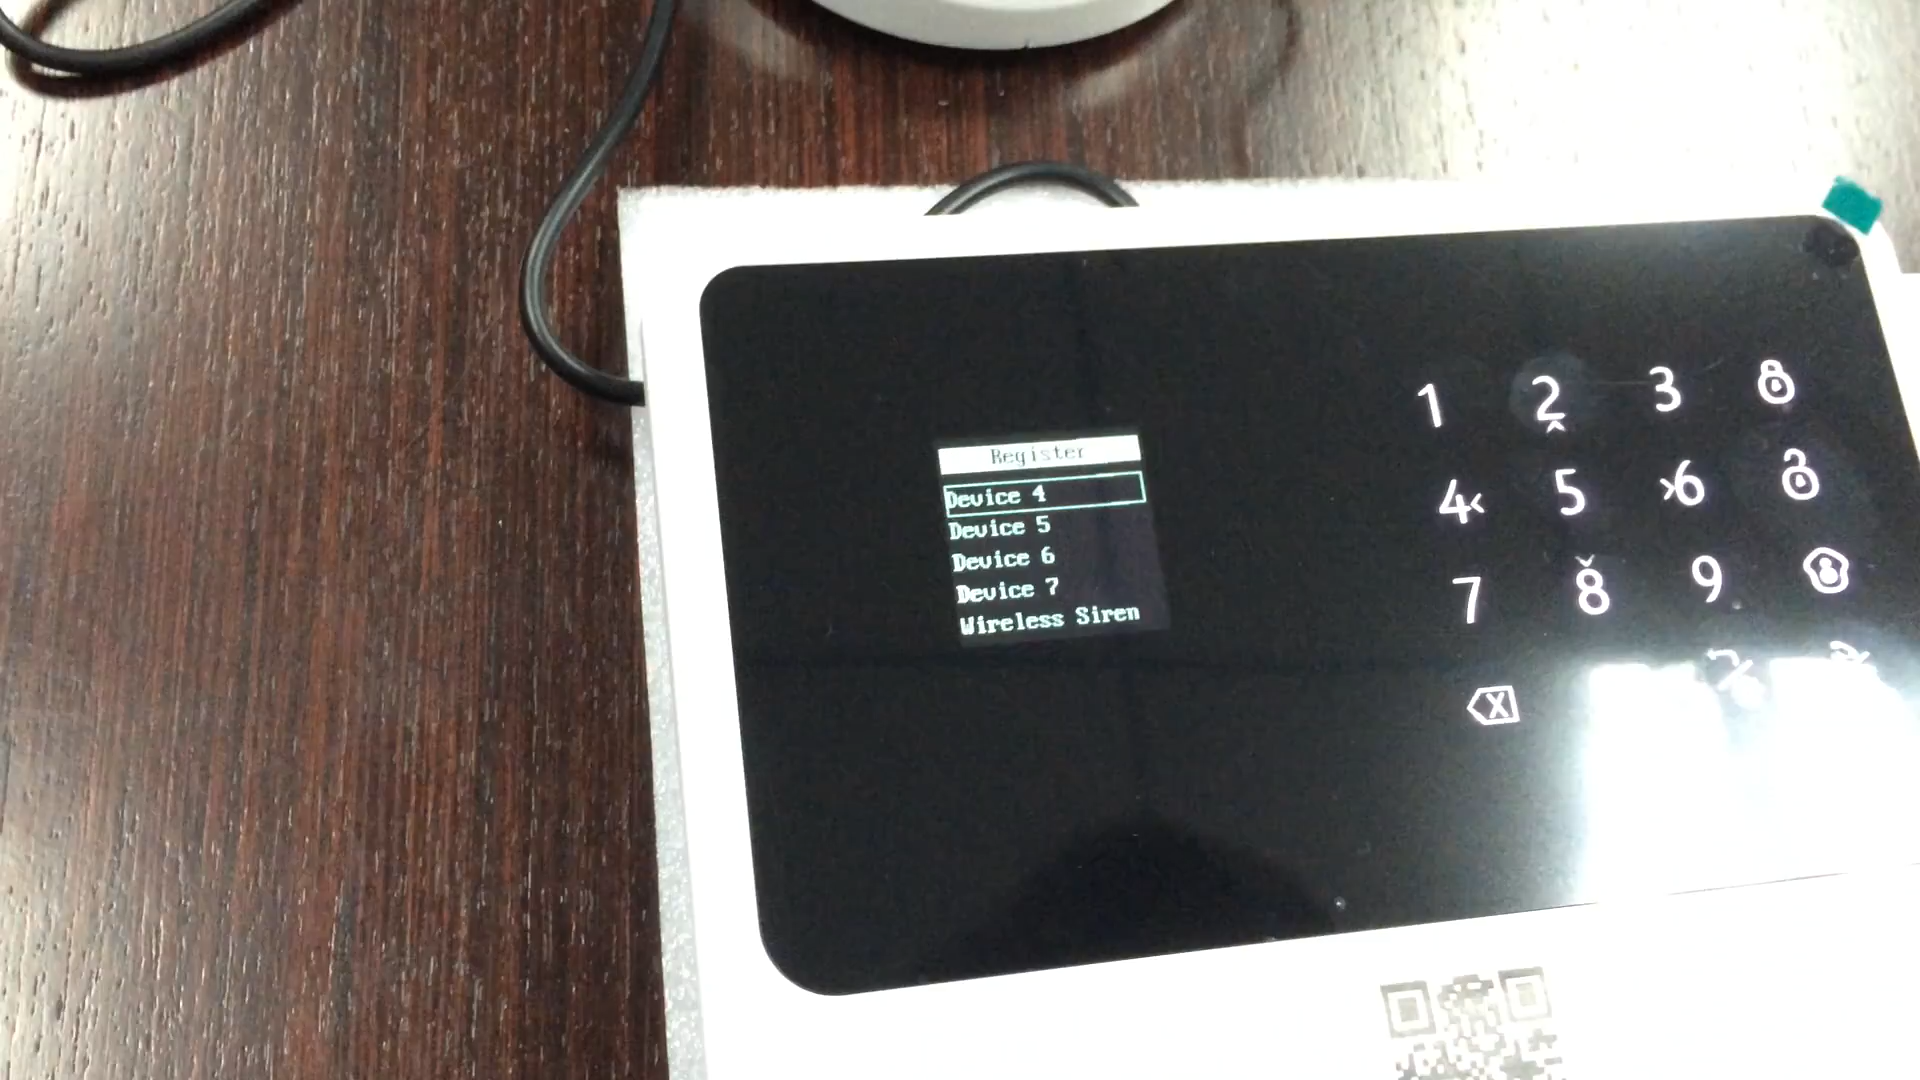 Register
Device 4
Device 5
Device 6
Device 7
Wireless Siren
1 2 3
4 5 6
7 8 9
X